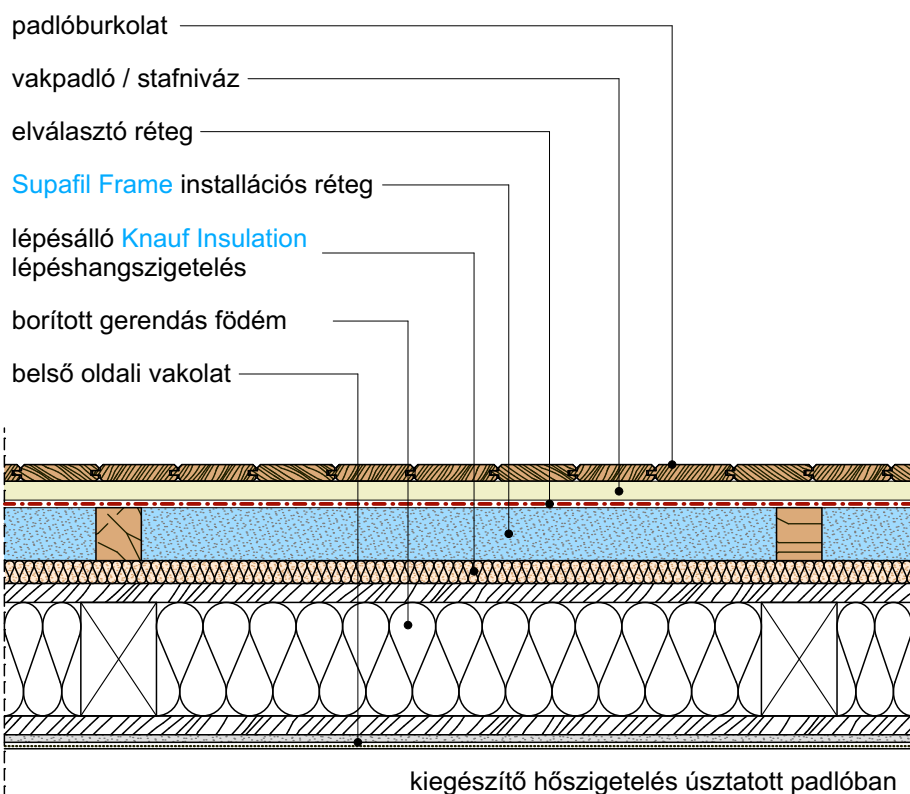 padlóburkolat
vakpadló / stafniváz
elválasztó réteg
Supafil Frame installációs réteg
lépésálló Knauf Insulation
lépéshangszigetelés
borított gerendás födém
belső oldali vakolat
kiegészítő hőszigetelés úsztatott padlóban